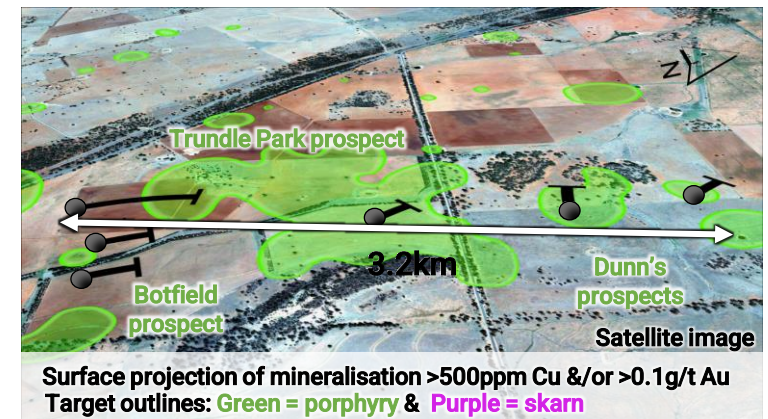 N
Trundle Park prospect
3.2km
Botfield
prospect
Dunn's
prospects
Satellite image
Surface projection of mineralisation >500ppm Cu &/or >0.1g/t Au
Target outlines: Green = porphyry & Purple = skarn